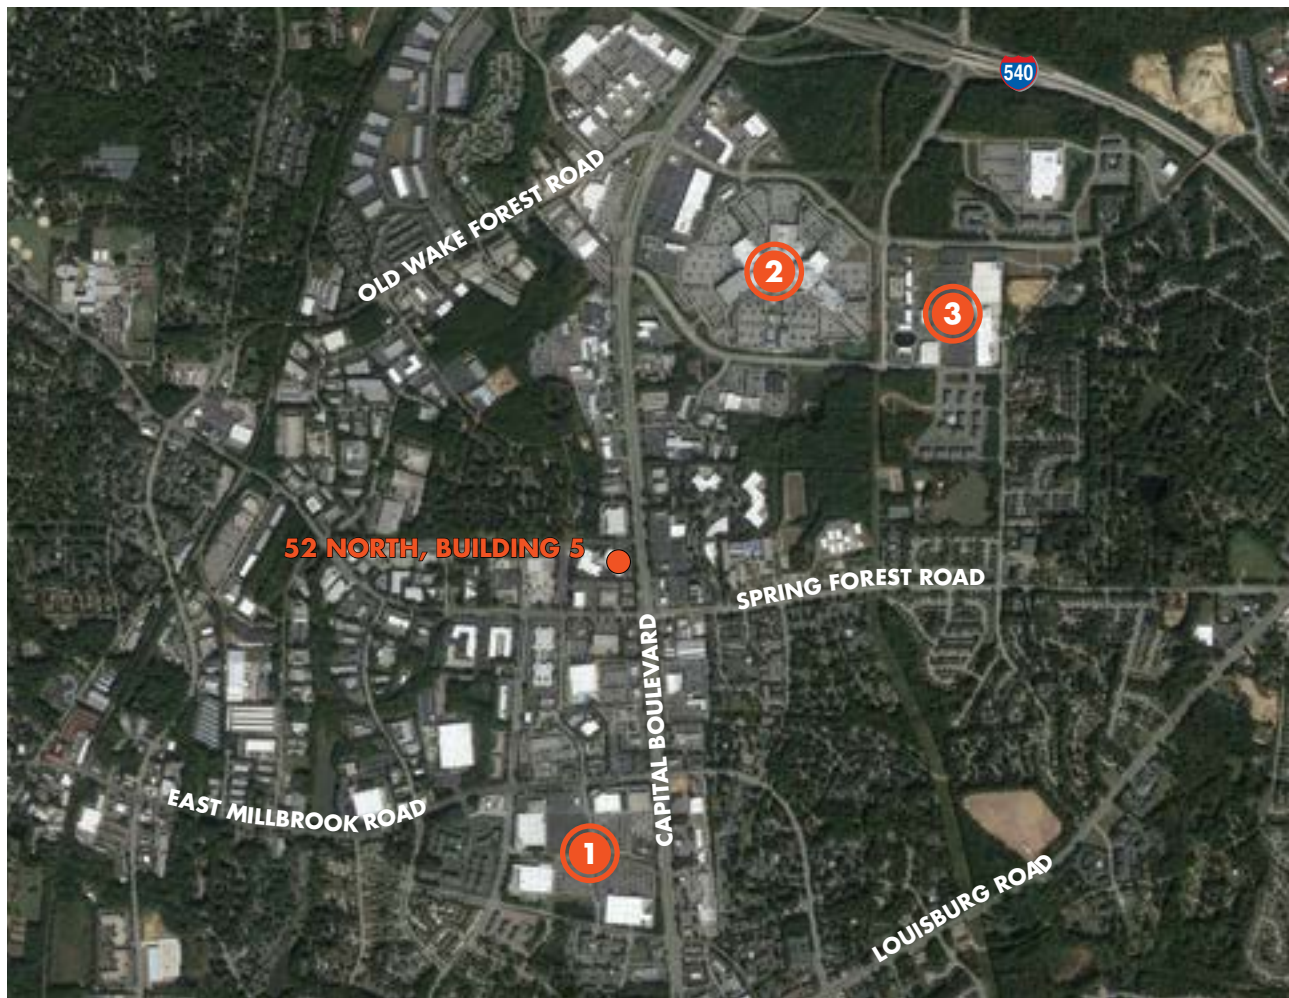 540
OLD WAKE FOREST ROAD
2
3
52 NORTH, BUILDING 5
SPRING FOREST ROAD
CAPITAL BOULEVARD
EAST MILLBROOK ROAD
1
LOUISBURG ROAD